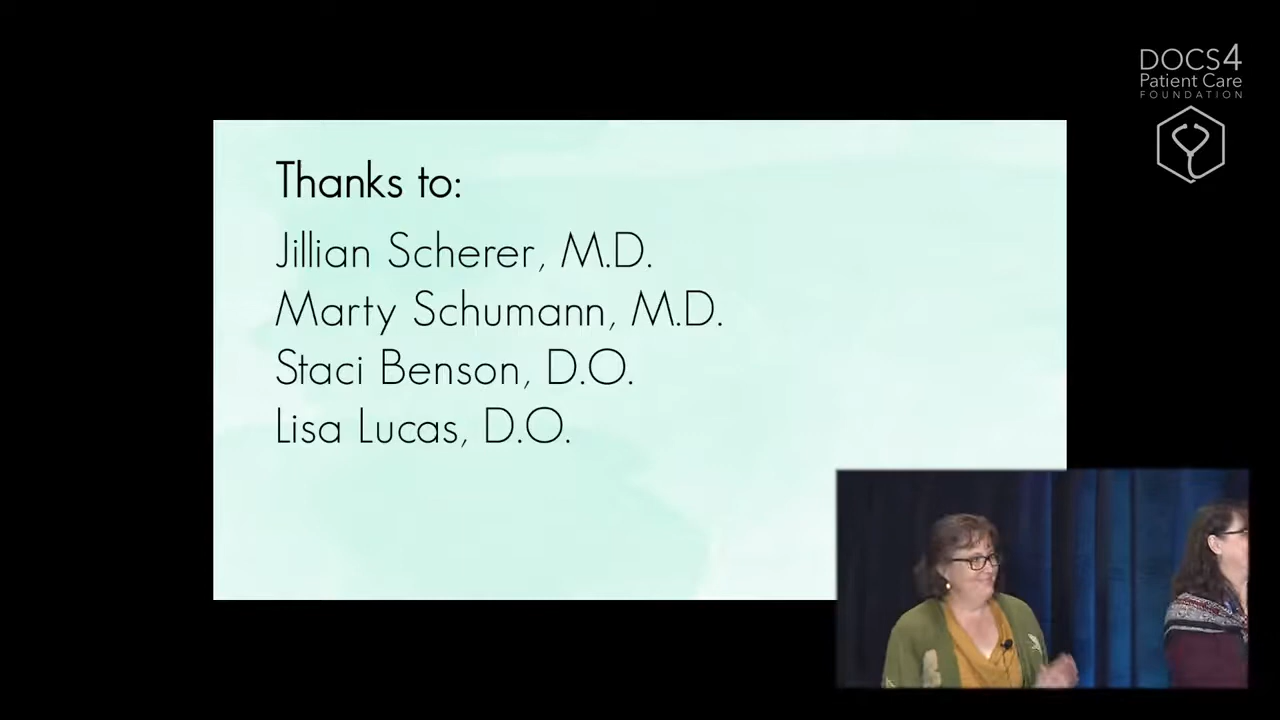 DOCS4
Patient Care
FOUNDATION
Thanks to:
Jillian Scherer, M.D.
Marty Schumann, M.D.
Staci Benson, D.O.
Lisa Lucas, D.O.